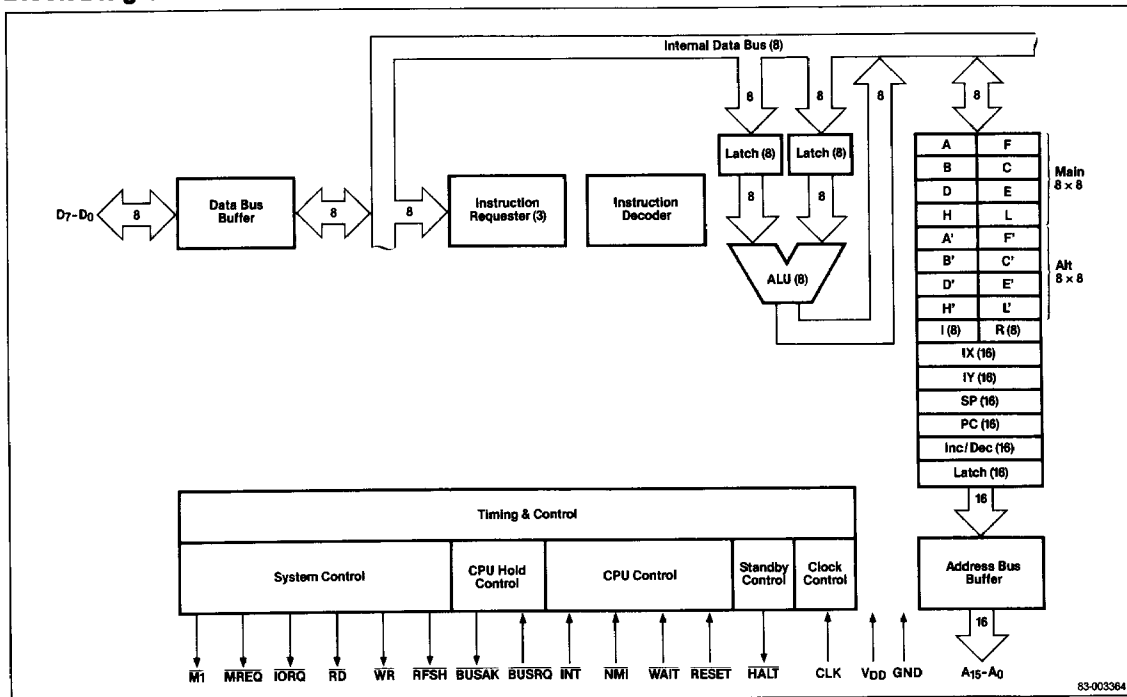 Internal Data Bus (8)
8
8
8
8
Latch (8)
Latch (8)
A
F
Main
8 × 8
B
C
D
E
H
L
D7-D0
8
Data Bus
Buffer
8
8
Instruction
Requester (3)
Instruction
Decoder
8
8
ALU (8)
A'
F'
Alt
8 × 8
B'
C'
D'
E'
H'
L'
I (8)
R (8)
IX (16)
IY (16)
SP (16)
PC (16)
Inc/Dec (16)
Latch (16)
16
Timing & Control
System Control
CPU Hold
Control
CPU Control
Standby
Control
Clock
Control
Address Bus
Buffer
16
M1
MREQ
IORQ
RD
WR
RFSH
BUSAK
BUSRQ
INT
NMI
WAIT
RESET
HALT
CLK
VDD
GND
A15-A0
83-003364